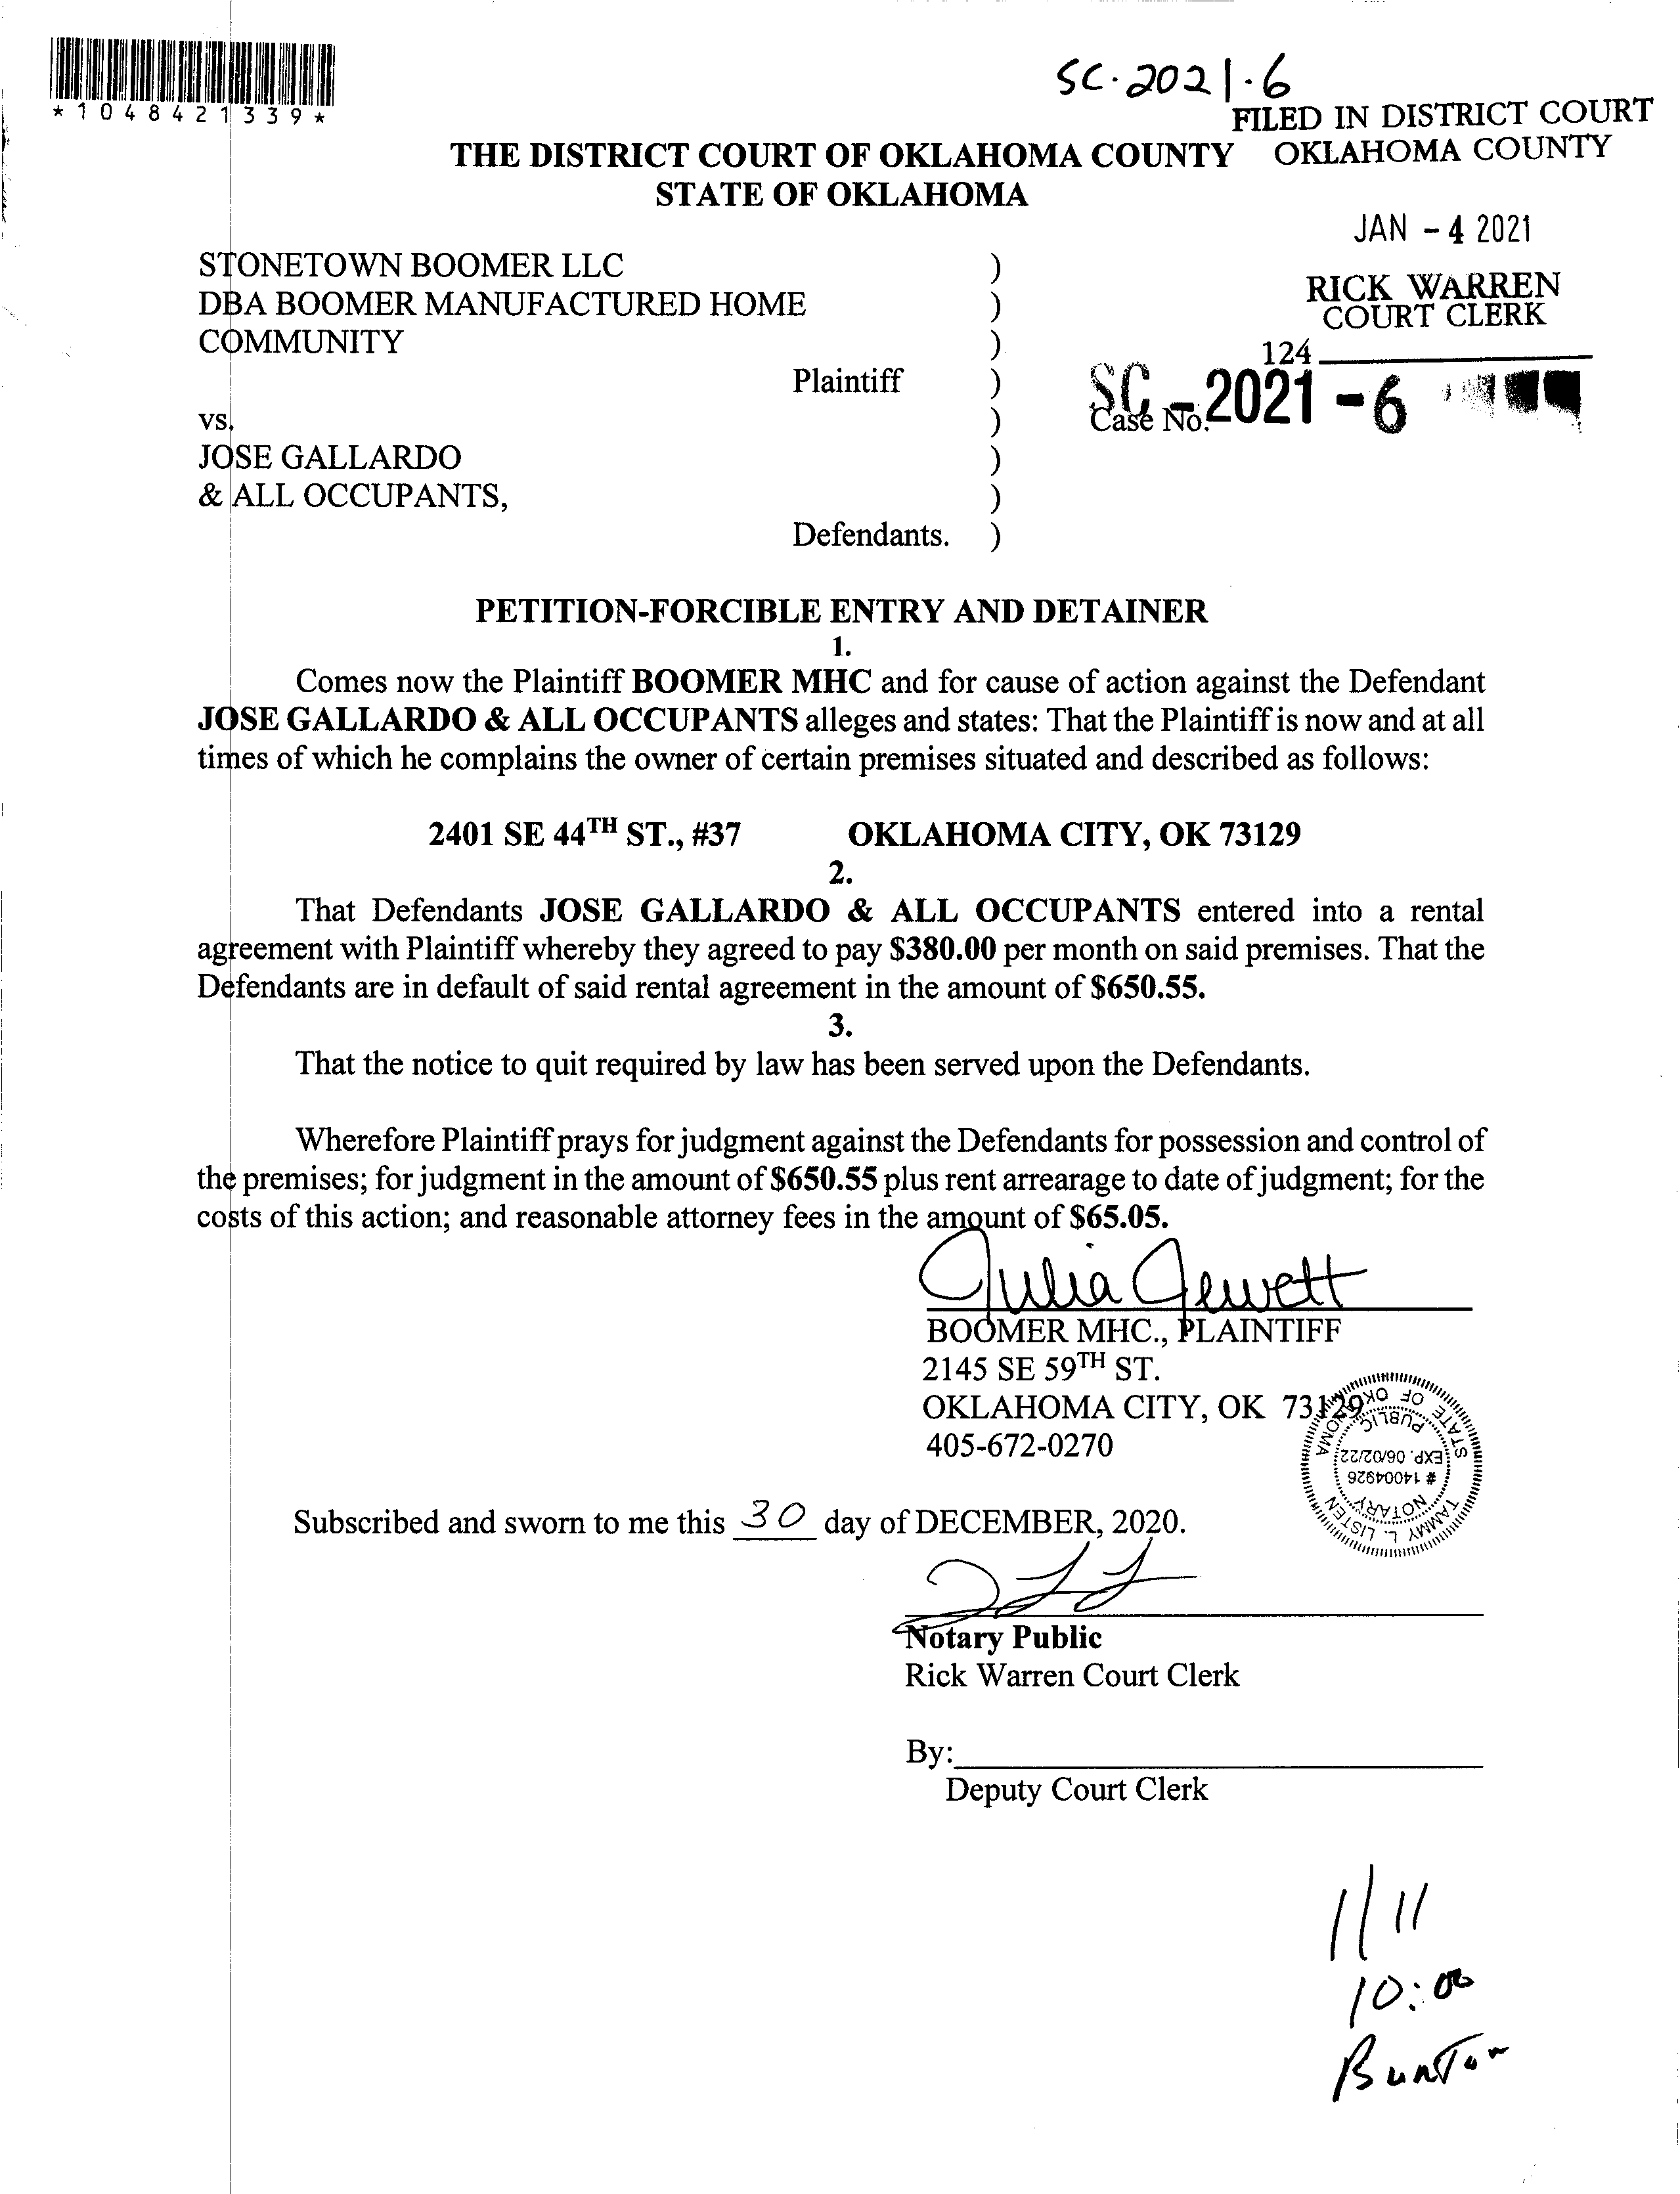 SC-2021-6
*1048421339*
FILED IN DISTRICT COURT
OKLAHOMA COUNTY
THE DISTRICT COURT OF OKLAHOMA COUNTY
STATE OF OKLAHOMA
JAN - 4 2021
STONETOWN BOOMER LLC )
DBA BOOMER MANUFACTURED HOME )
COMMUNITY )
RICK WARREN
COURT CLERK
124
Plaintiff )
SC - 2021 - 6
Case No.
vs. )
JOSE GALLARDO )
& ALL OCCUPANTS, )
Defendants. )
PETITION-FORCIBLE ENTRY AND DETAINER
1.
Comes now the Plaintiff BOOMER MHC and for cause of action against the Defendant
JOSE GALLARDO & ALL OCCUPANTS alleges and states: That the Plaintiff is now and at all
times of which he complains the owner of certain premises situated and described as follows:
2401 SE 44TH ST., #37 OKLAHOMA CITY, OK 73129
2.
That Defendants JOSE GALLARDO & ALL OCCUPANTS entered into a rental
agreement with Plaintiff whereby they agreed to pay $380.00 per month on said premises. That the
Defendants are in default of said rental agreement in the amount of $650.55.
3.
That the notice to quit required by law has been served upon the Defendants.
Wherefore Plaintiff prays for judgment against the Defendants for possession and control of
the premises; for judgment in the amount of $650.55 plus rent arrearage to date of judgment; for the
costs of this action; and reasonable attorney fees in the amount of $65.05.
Julia Jewett
BOOMER MHC., PLAINTIFF
2145 SE 59TH ST.
OKLAHOMA CITY, OK 73129
405-672-0270
TAMMY L. LISTEN
NOTARY
# 14004926
EXP. 06/02/22
PUBLIC
STATE OF OKLAHOMA
Subscribed and sworn to me this 30 day of DECEMBER, 2020.
Notary Public
Rick Warren Court Clerk
By:
Deputy Court Clerk
1/11
10:00
Bunton